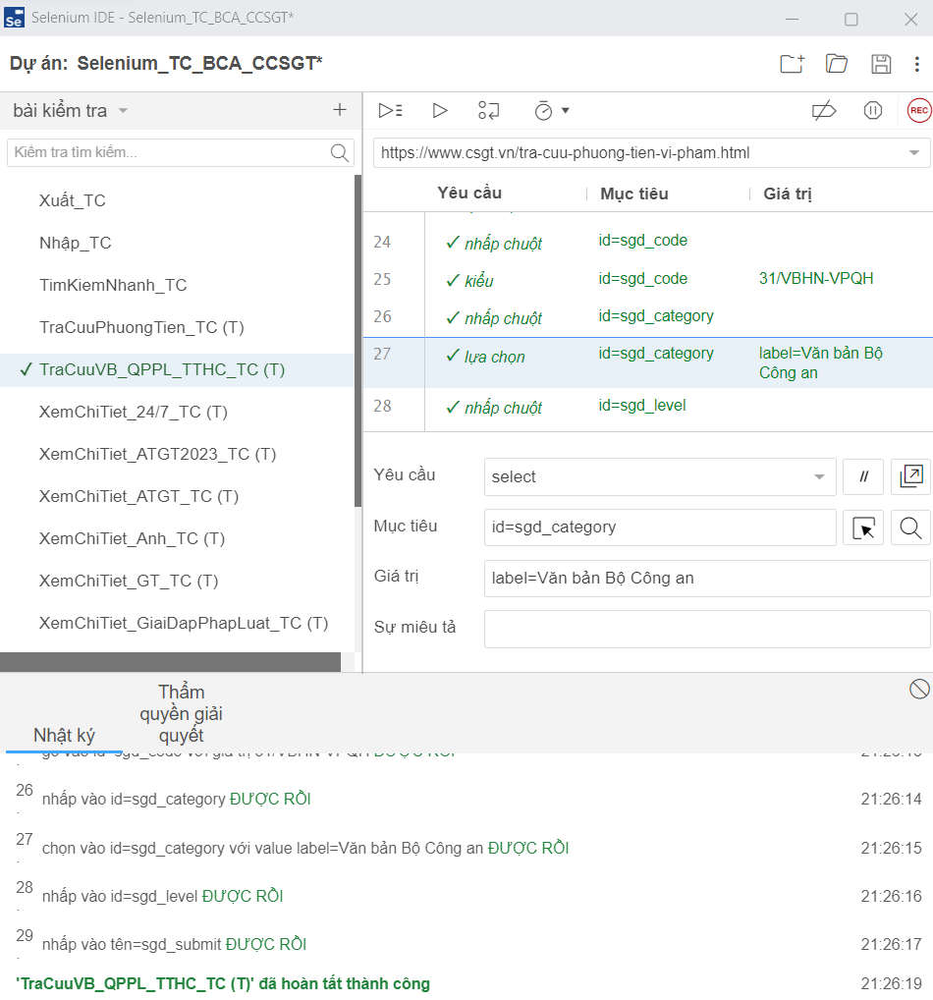 Selenium IDE - Selenium_TC_BCA_CCSGT*
Dự án: Selenium_TC_BCA_CCSGT*
bài kiểm tra
Kiểm tra tìm kiếm...
Xuất_TC
Nhập_TC
TimKiemNhanh_TC
TraCuuPhuongTien_TC (T)
✓ TraCuuVB_QPPL_TTHC_TC (T)
XemChiTiet_24/7_TC (T)
XemChiTiet_ATGT2023_TC (T)
XemChiTiet_ATGT_TC (T)
XemChiTiet_Anh_TC (T)
XemChiTiet_GT_TC (T)
XemChiTiet_GiaiDapPhapLuat_TC (T)
REC
https://www.csgt.vn/tra-cuu-phuong-tien-vi-pham.html
Yêu cầu Mục tiêu Giá trị
24 ✓ nhấp chuột id=sgd_code
25 ✓ kiểu id=sgd_code 31/VBHN-VPQH
26 ✓ nhấp chuột id=sgd_category
27 ✓ lựa chọn id=sgd_category label=Văn bản Bộ
Công an
28 ✓ nhấp chuột id=sgd_level
Yêu cầu select //
Mục tiêu id=sgd_category
Giá trị label=Văn bản Bộ Công an
Sự miêu tả
Nhật ký
Thẩm
quyền giải
quyết
26. nhấp vào id=sgd_category ĐƯỢC RỒI 21:26:14
27. chọn vào id=sgd_category với value label=Văn bản Bộ Công an ĐƯỢC RỒI 21:26:15
28. nhấp vào id=sgd_level ĐƯỢC RỒI 21:26:16
29. nhấp vào tên=sgd_submit ĐƯỢC RỒI 21:26:17
'TraCuuVB_QPPL_TTHC_TC (T)' đã hoàn tất thành công 21:26:19